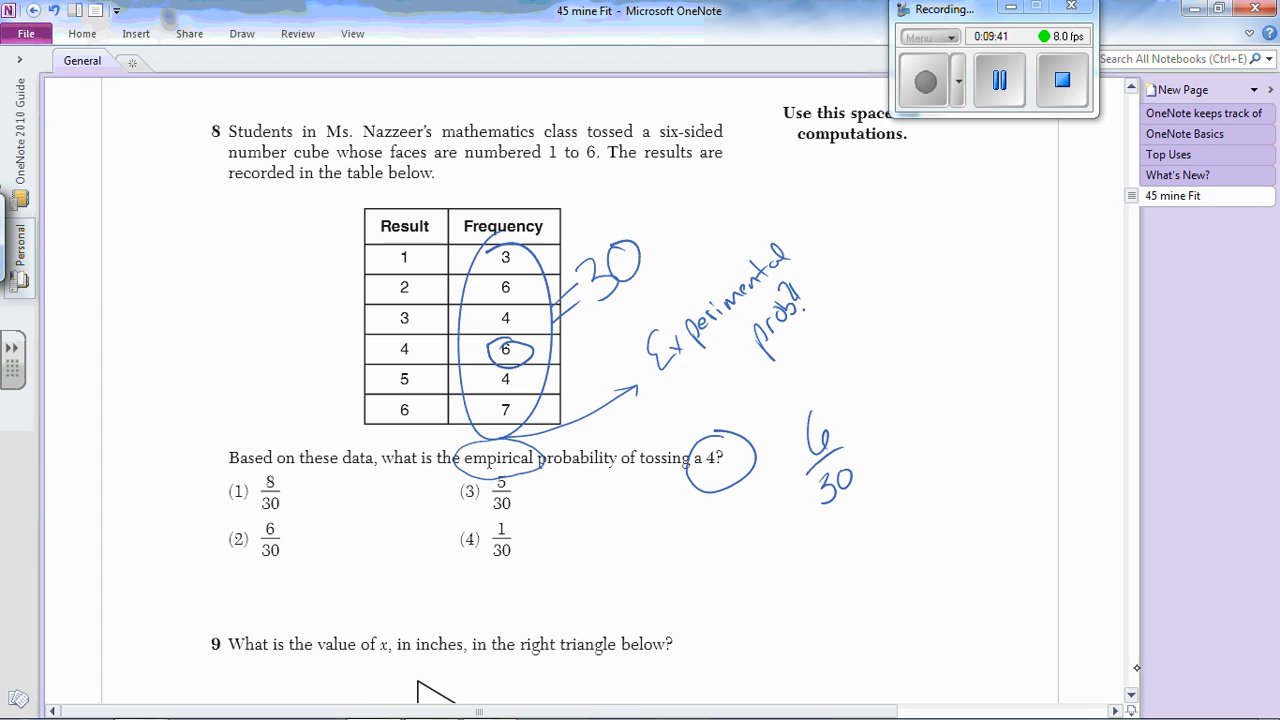 45 mine Fit - Microsoft OneNote
Recording...
File Home Insert Share Draw Review View
Menu 0:09:41 8.0 fps
General
Search All Notebooks (Ctrl+E)
New Page
OneNote keeps track of
OneNote Basics
Top Uses
What's New?
45 mine Fit
OneNote 2010 Guide
Personal
Use this space
computations.
8 Students in Ms. Nazzeer's mathematics class tossed a six-sided
number cube whose faces are numbered 1 to 6. The results are
recorded in the table below.
Result Frequency
1 3
2 6
3 4
4 6
5 4
6 7
30
Experimental
prob?
Based on these data, what is the empirical probability of tossing a 4?
(1) 8/30 (3) 5/30
(2) 6/30 (4) 1/30
6/30
9 What is the value of x, in inches, in the right triangle below?